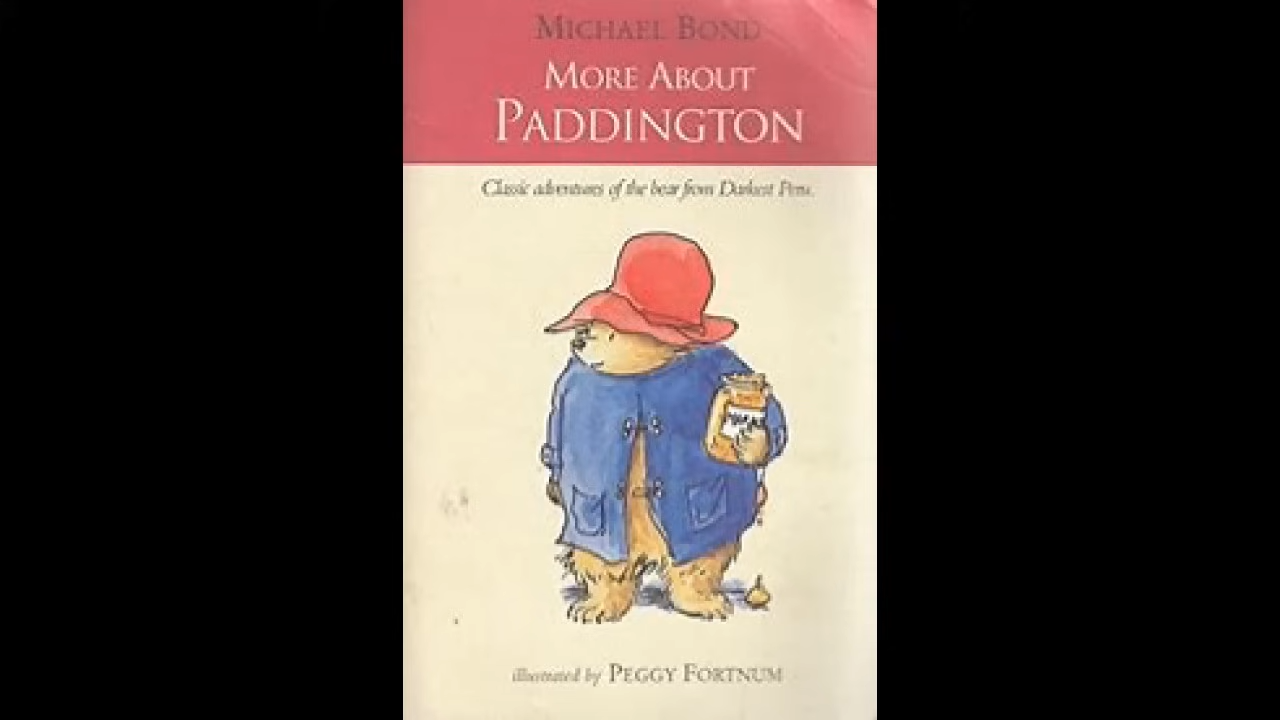 MICHAEL BOND
MORE ABOUT
PADDINGTON
Classic adventures of the bear from Darkest Peru.
illustrated by PEGGY FORTNUM